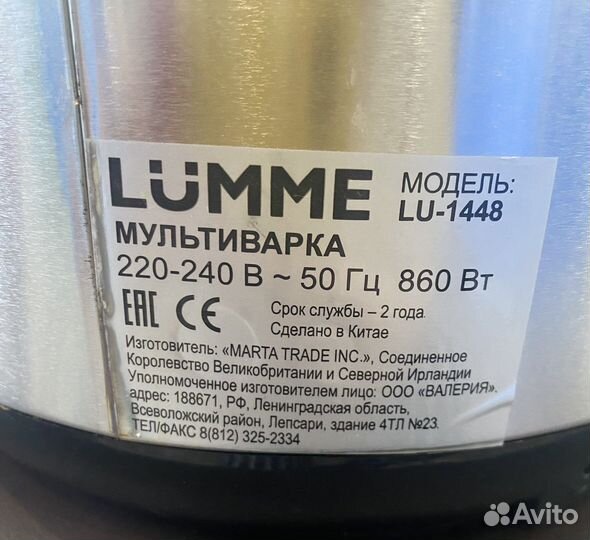 LÜMME
МОДЕЛЬ:
LU-1448
МУЛЬТИВАРКА
220-240 В ~ 50 Гц 860 Вт
EAC CE
Срок службы – 2 года.
Сделано в Китае
Изготовитель: «MARTA TRADE INC.», Соединенное
Королевство Великобритании и Северной Ирландии
Уполномоченное изготовителем лицо: ООО «ВАЛЕРИЯ»,
адрес: 188671, РФ, Ленинградская область,
Всеволожский район, Лепсари, здание 4ТЛ №23.
ТЕЛ/ФАКС 8(812) 325-2334
Avito